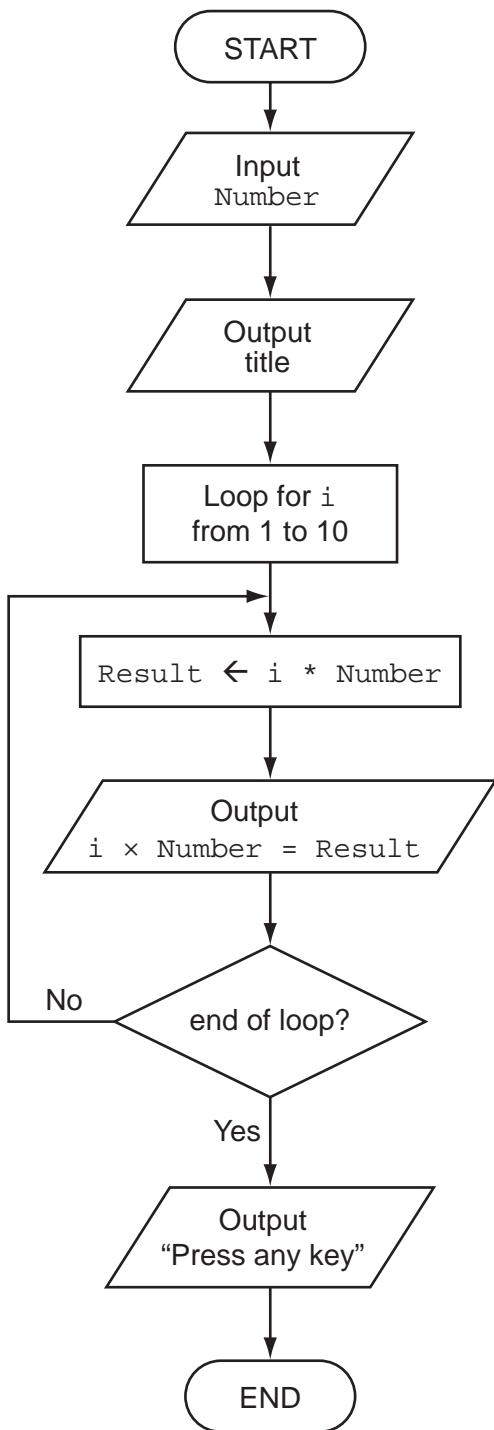 START
Input
Number
Output
title
Loop for i
from 1 to 10
Result ← i * Number
Output
i × Number = Result
No
end of loop?
Yes
Output
“Press any key”
END